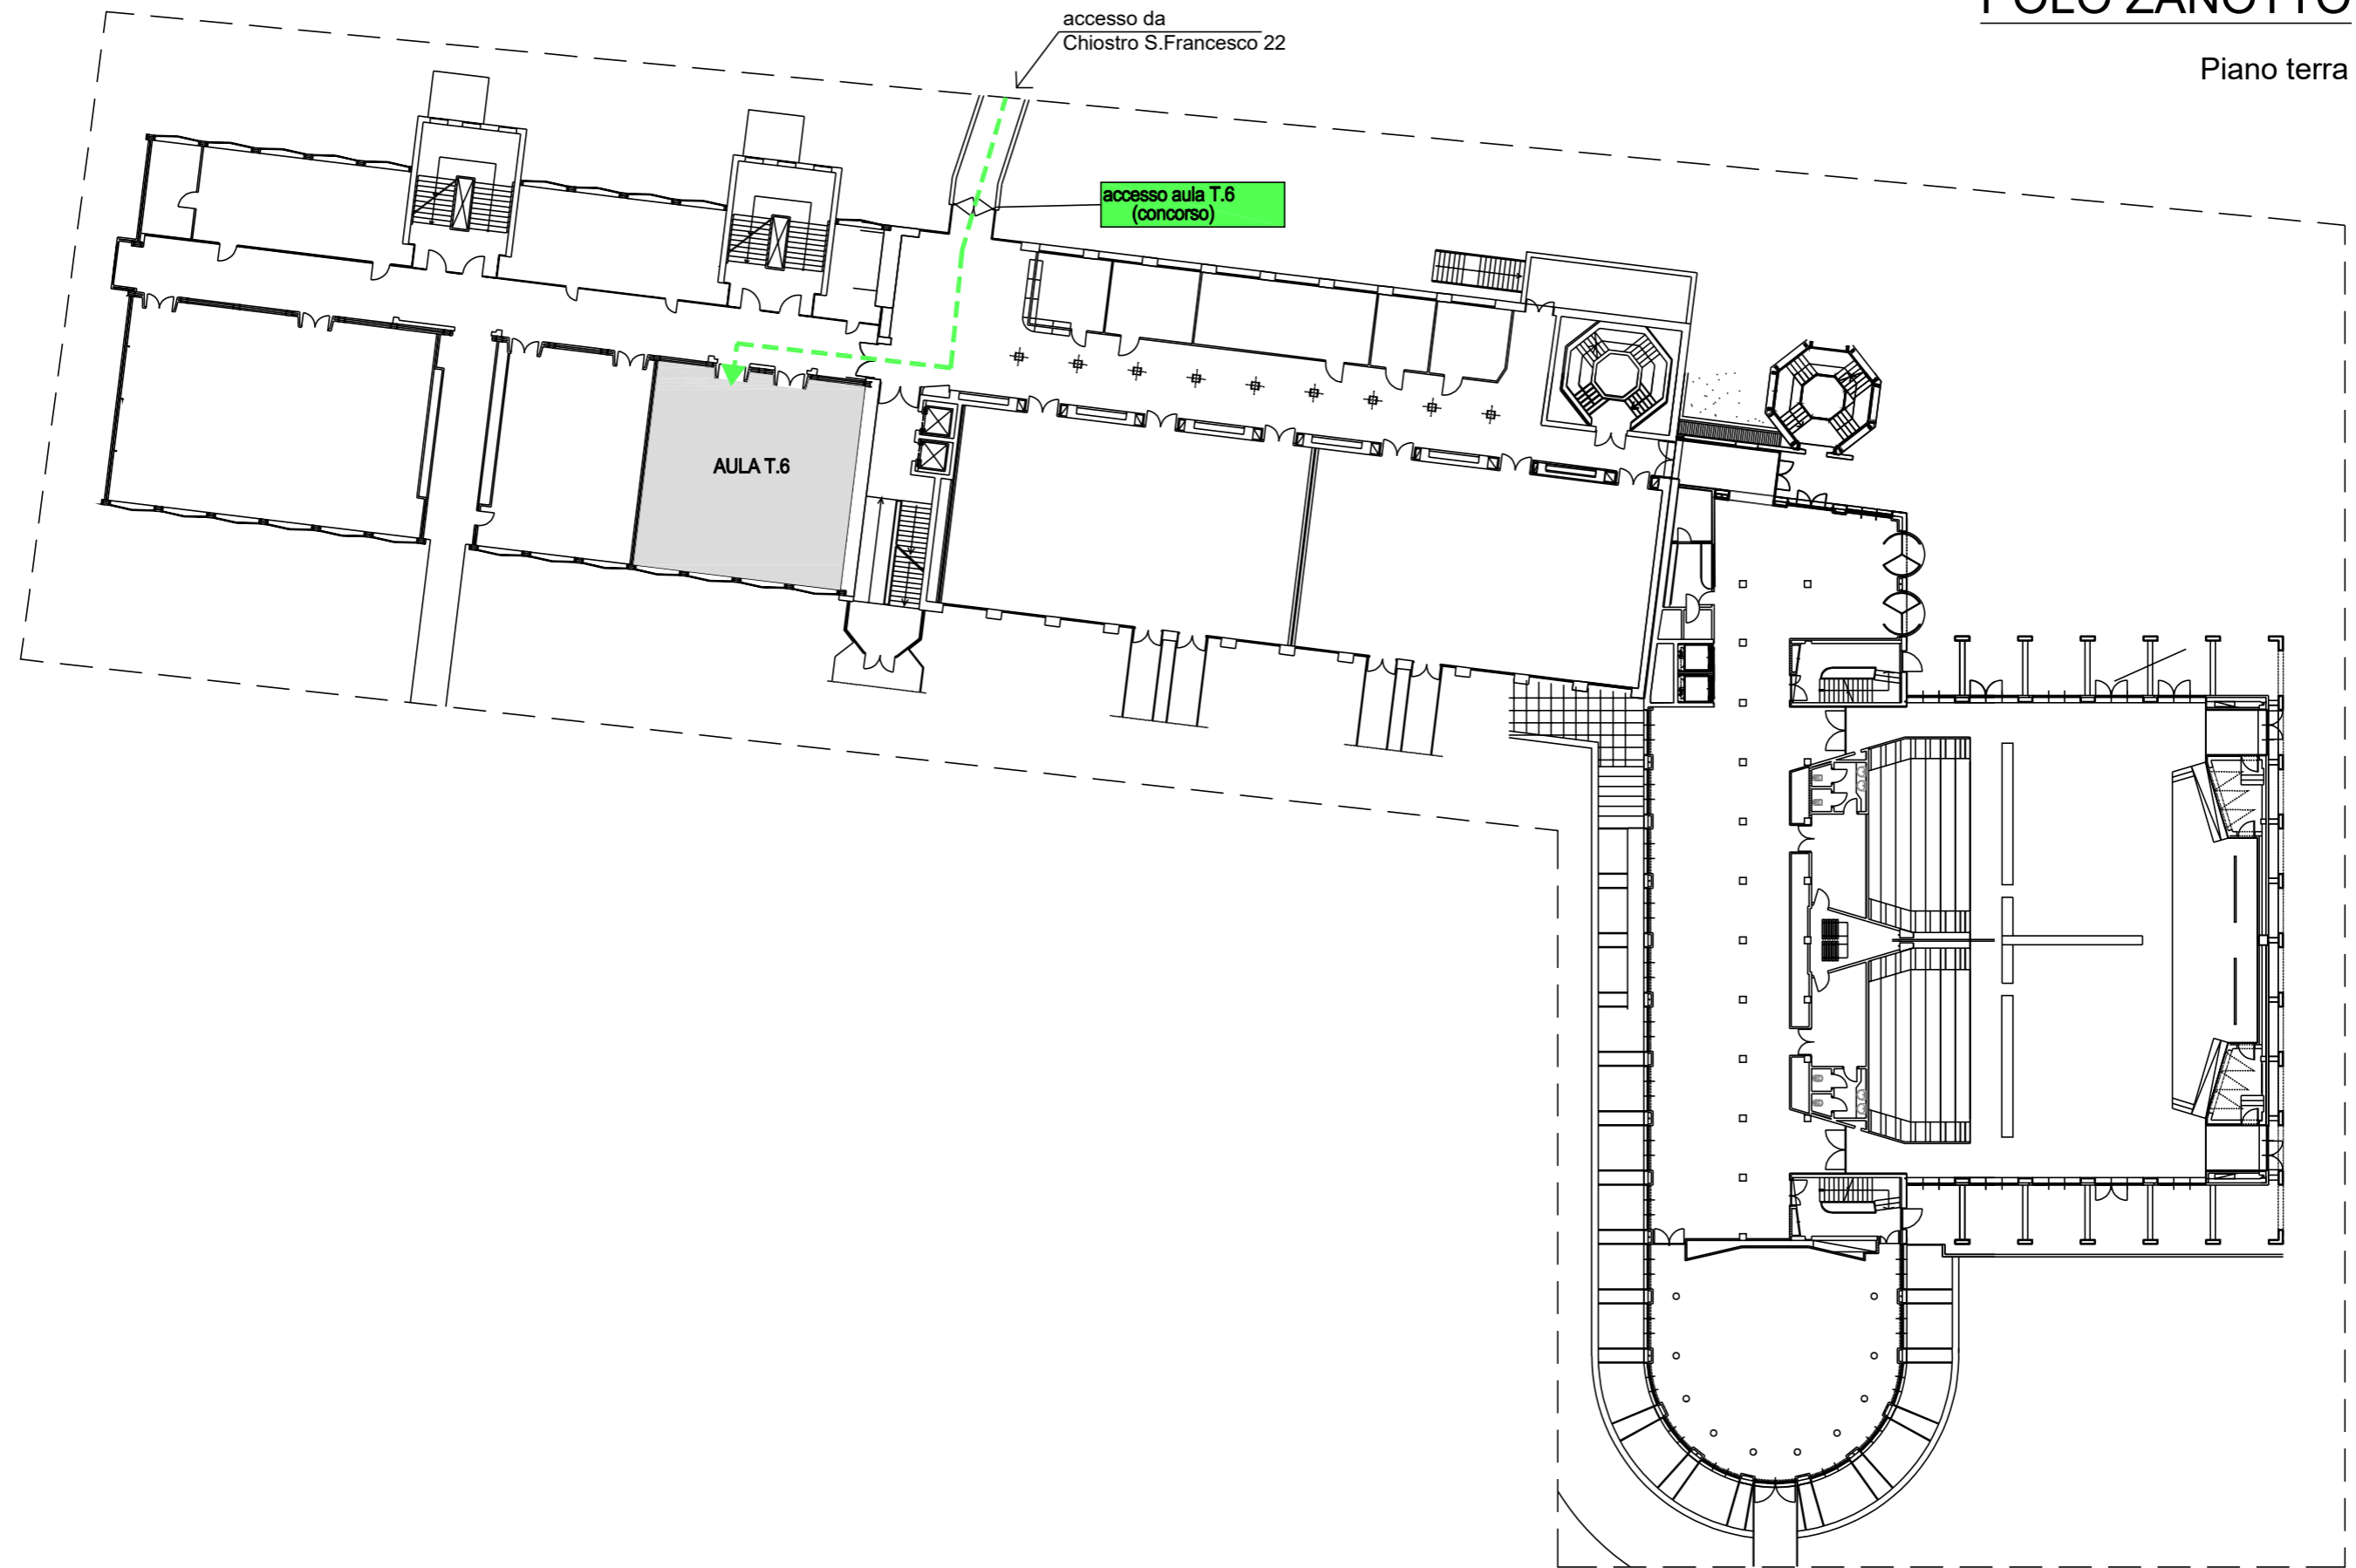 POLO ZANOTTO
Piano terra
accesso da
Chiostro S.Francesco 22
accesso aula T.6
(concorso)
AULA T.6